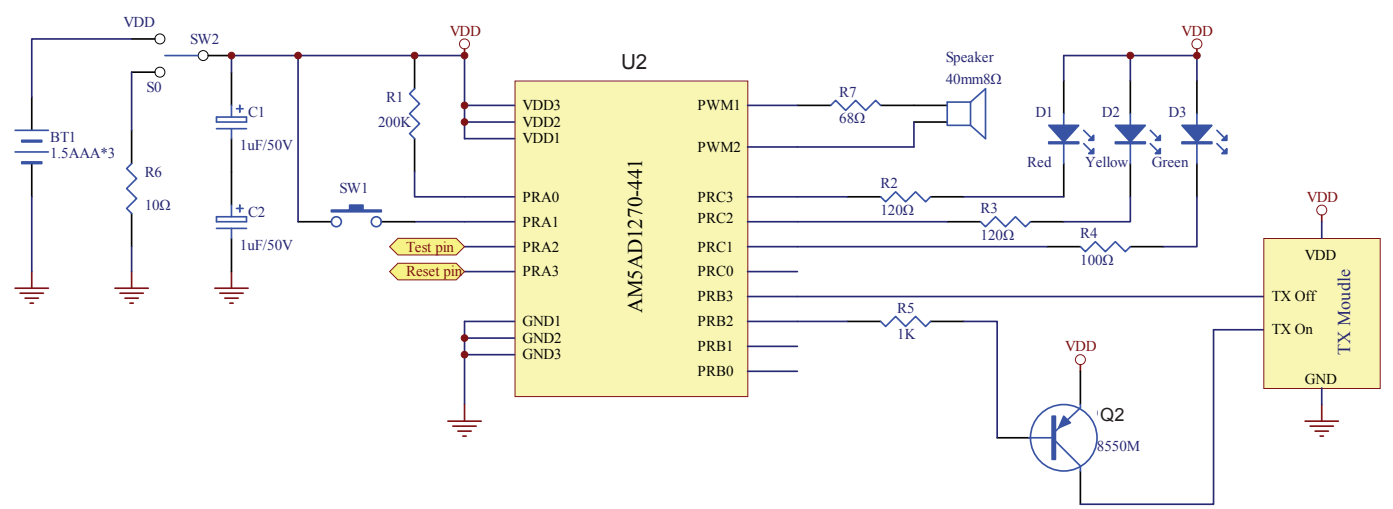 VDD
SW2
S0
BT1
1.5AAA*3
R6
10Ω
C1
1uF/50V
C2
1uF/50V
SW1
R1
200K
VDD
Test pin
Reset pin
U2
AM5AD1270-441
VDD3
VDD2
VDD1
PRA0
PRA1
PRA2
PRA3
GND1
GND2
GND3
PWM1
PWM2
PRC3
PRC2
PRC1
PRC0
PRB3
PRB2
PRB1
PRB0
R7
68Ω
Speaker
40mm8Ω
R2
120Ω
R3
120Ω
R4
100Ω
R5
1K
VDD
D1
D2
D3
Red
Yellow
Green
VDD
Q2
8550M
VDD
VDD
TX Off
TX On
GND
TX Moudle